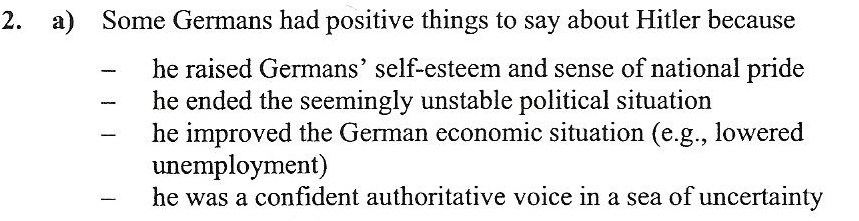 2. a) Some Germans had positive things to say about Hitler because
– he raised Germans' self-esteem and sense of national pride
– he ended the seemingly unstable political situation
– he improved the German economic situation (e.g., lowered
unemployment)
– he was a confident authoritative voice in a sea of uncertainty